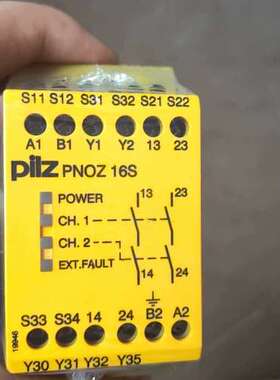 S11 S12 S31 S32 S21 S22
A1 B1 Y1 Y2 13 23
pilz PNOZ 16S
POWER
13 23
CH. 1
CH. 2
EXT.FAULT
14 24
S33 S34 14 24 B2 A2
19946
Y30 Y31 Y32 Y35